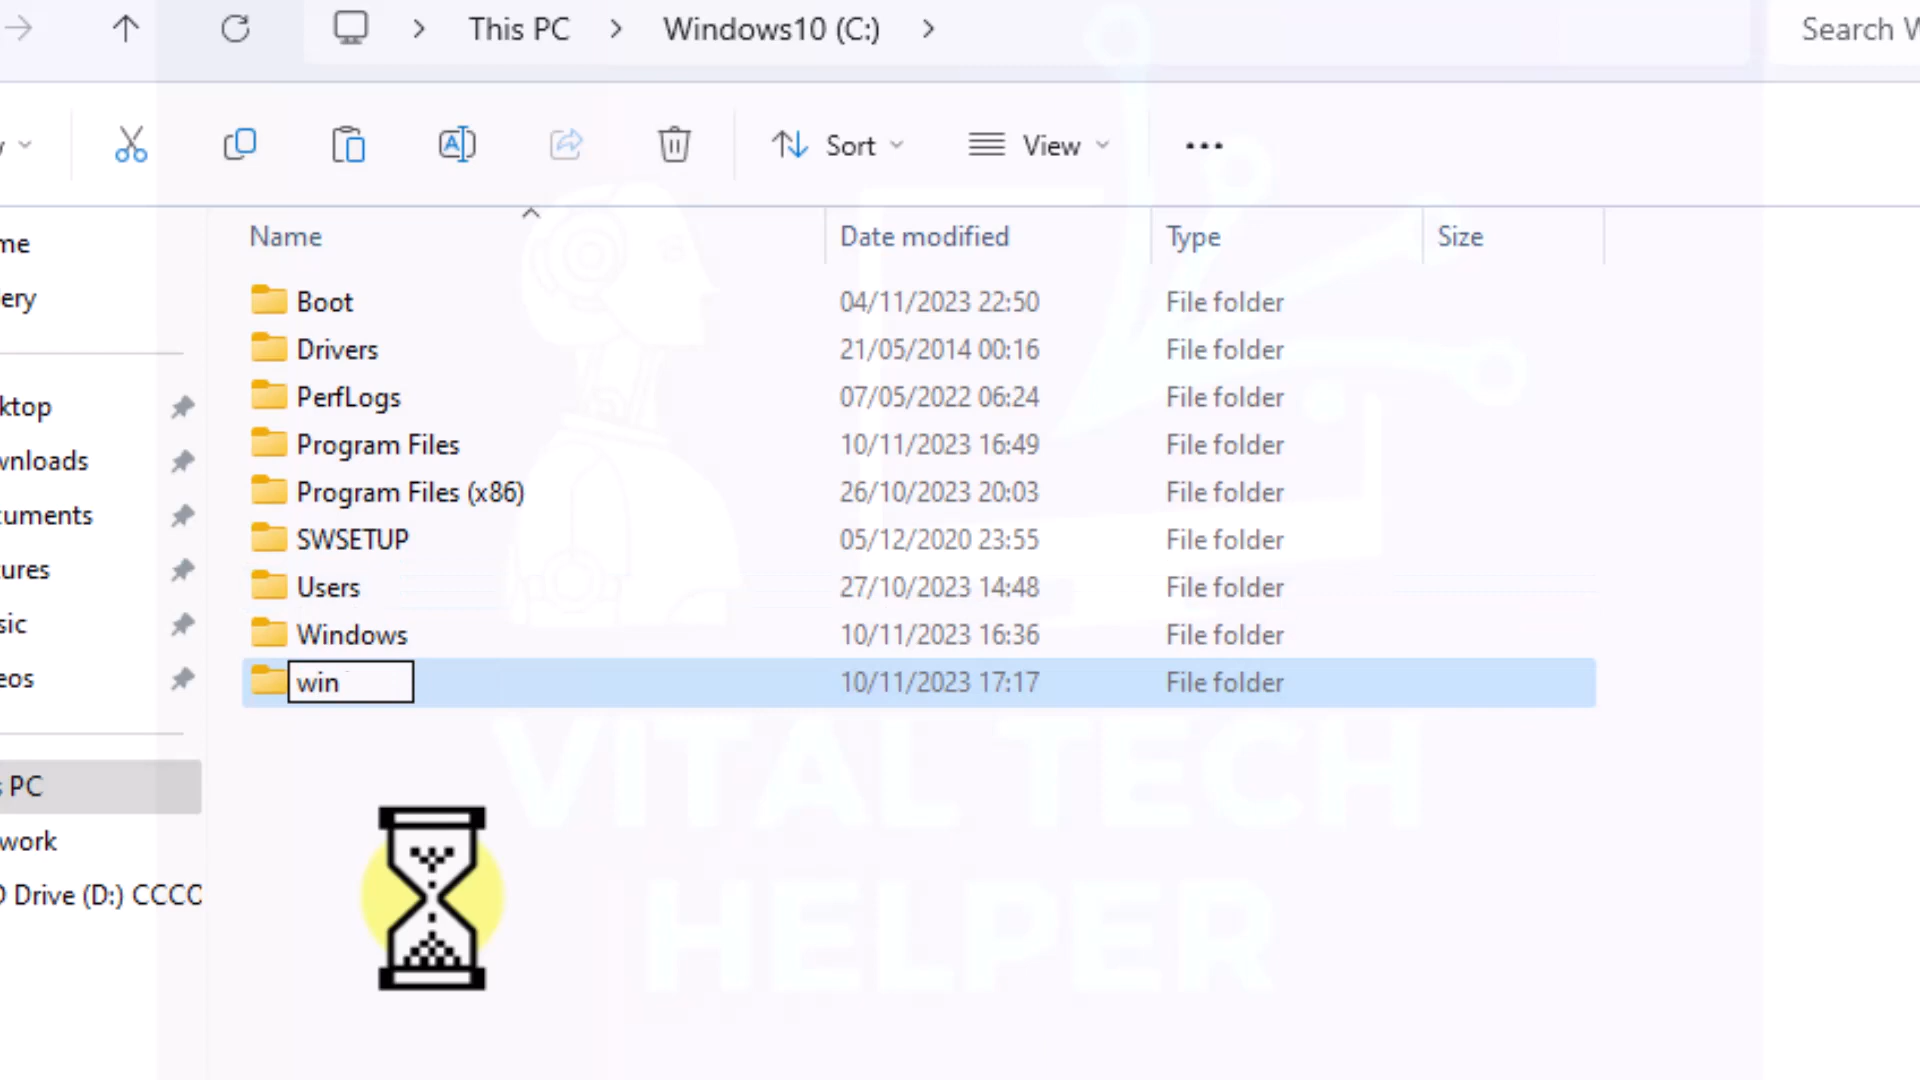 This PC > Windows10 (C:) >
Search W
Sort
View
Name
Date modified
Type
Size
me
ery
ktop
wnloads
cuments
tures
sic
eos
s PC
work
D Drive (D:) CCCO
Boot 04/11/2023 22:50 File folder
Drivers 21/05/2014 00:16 File folder
PerfLogs 07/05/2022 06:24 File folder
Program Files 10/11/2023 16:49 File folder
Program Files (x86) 26/10/2023 20:03 File folder
SWSETUP 05/12/2020 23:55 File folder
Users 27/10/2023 14:48 File folder
Windows 10/11/2023 16:36 File folder
win 10/11/2023 17:17 File folder
VITAL TECH
HELPER